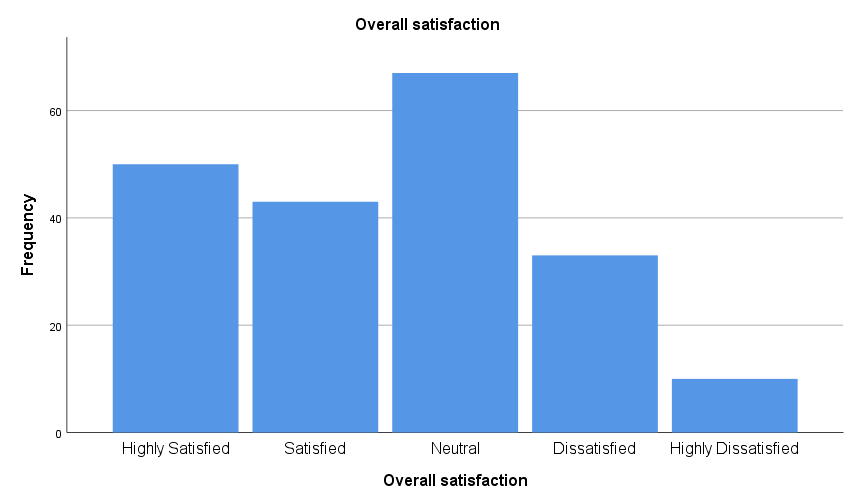 Overall satisfaction
Frequency
60
40
20
0
Highly Satisfied
Satisfied
Neutral
Dissatisfied
Highly Dissatisfied
Overall satisfaction